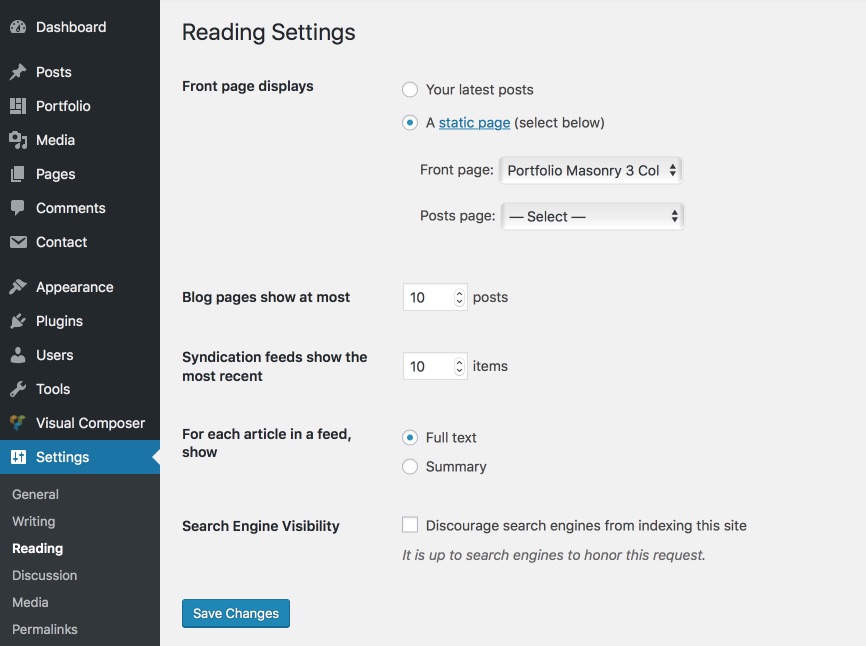 Dashboard
Posts
Portfolio
Media
Pages
Comments
Contact
Appearance
Plugins
Users
Tools
Visual Composer
Settings
General
Writing
Reading
Discussion
Media
Permalinks
Reading Settings
Front page displays
Your latest posts
A static page (select below)
Front page: Portfolio Masonry 3 Col
Posts page: — Select —
Blog pages show at most
10 posts
Syndication feeds show the
most recent
10 items
For each article in a feed,
show
Full text
Summary
Search Engine Visibility
Discourage search engines from indexing this site
It is up to search engines to honor this request.
Save Changes